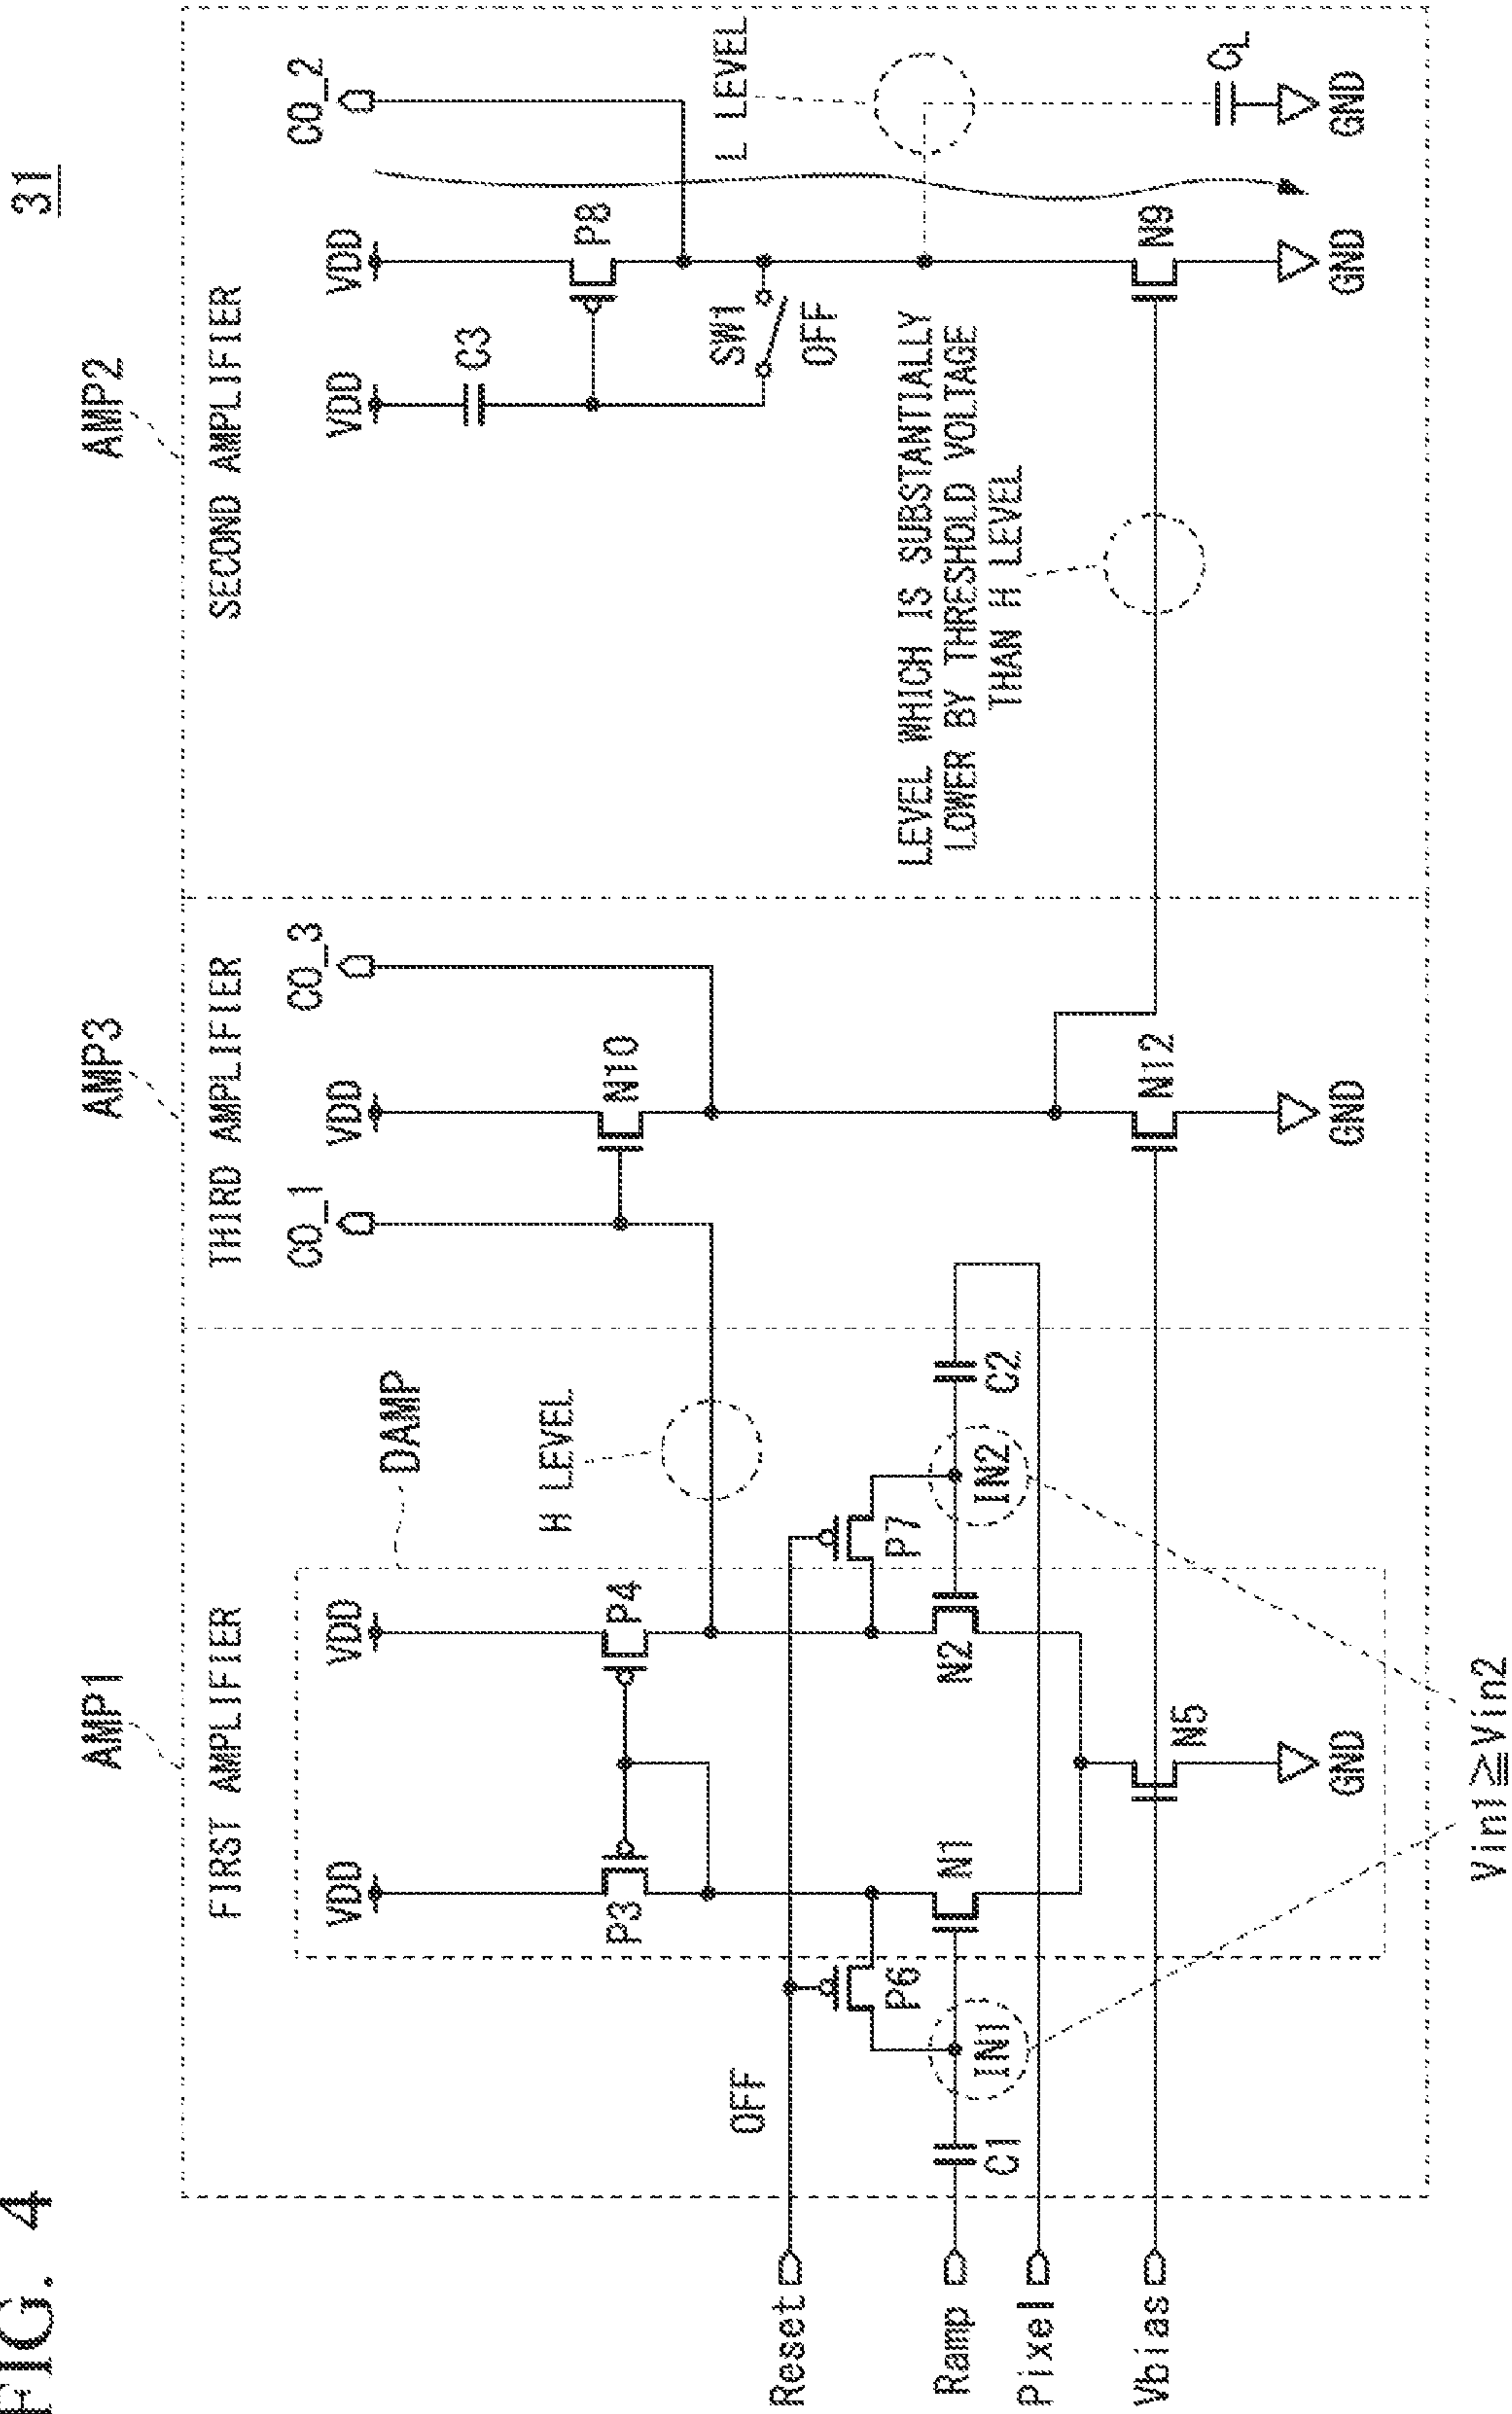 FIG. 4
31
AMP1
AMP3
AMP2
FIRST AMPLIFIER
THIRD AMPLIFIER
SECOND AMPLIFIER
DAMP
CO_1
CO_3
CO_2
VDD
VDD
VDD
VDD
VDD
P3
P4
N10
C3
P8
H LEVEL
L LEVEL
OFF
SW1
OFF
Reset
P6
P7
Ramp
C1
IN1
N1
N2
IN2
C2
Pixel
LEVEL WHICH IS SUBSTANTIALLY
LOWER BY THRESHOLD VOLTAGE
THAN H LEVEL
Vbias
N5
N12
N9
CL
GND
GND
GND
GND
Vin1≧Vin2